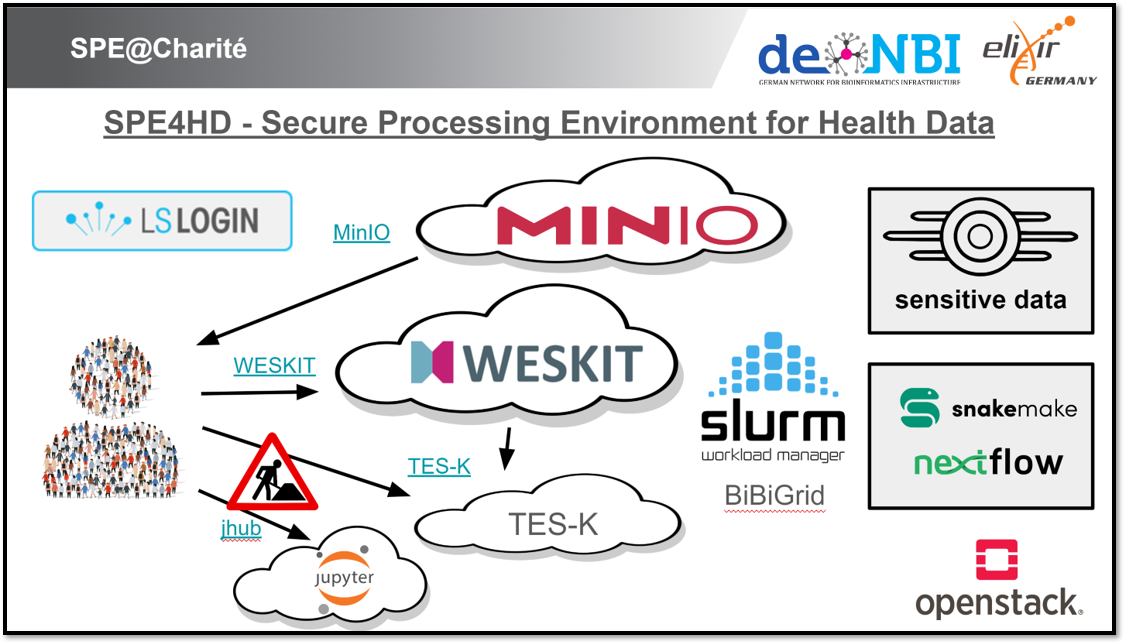 SPE@Charité
de NBI
GERMAN NETWORK FOR BIOINFORMATICS INFRASTRUCTURE
elixir
GERMANY
SPE4HD - Secure Processing Environment for Health Data
LS LOGIN
MinIO
MINIO
sensitive data
WESKIT
WESKIT
slurm
workload manager
BiBiGrid
snakemake
nextflow
TES-K
TES-K
jhub
jupyter
openstack®